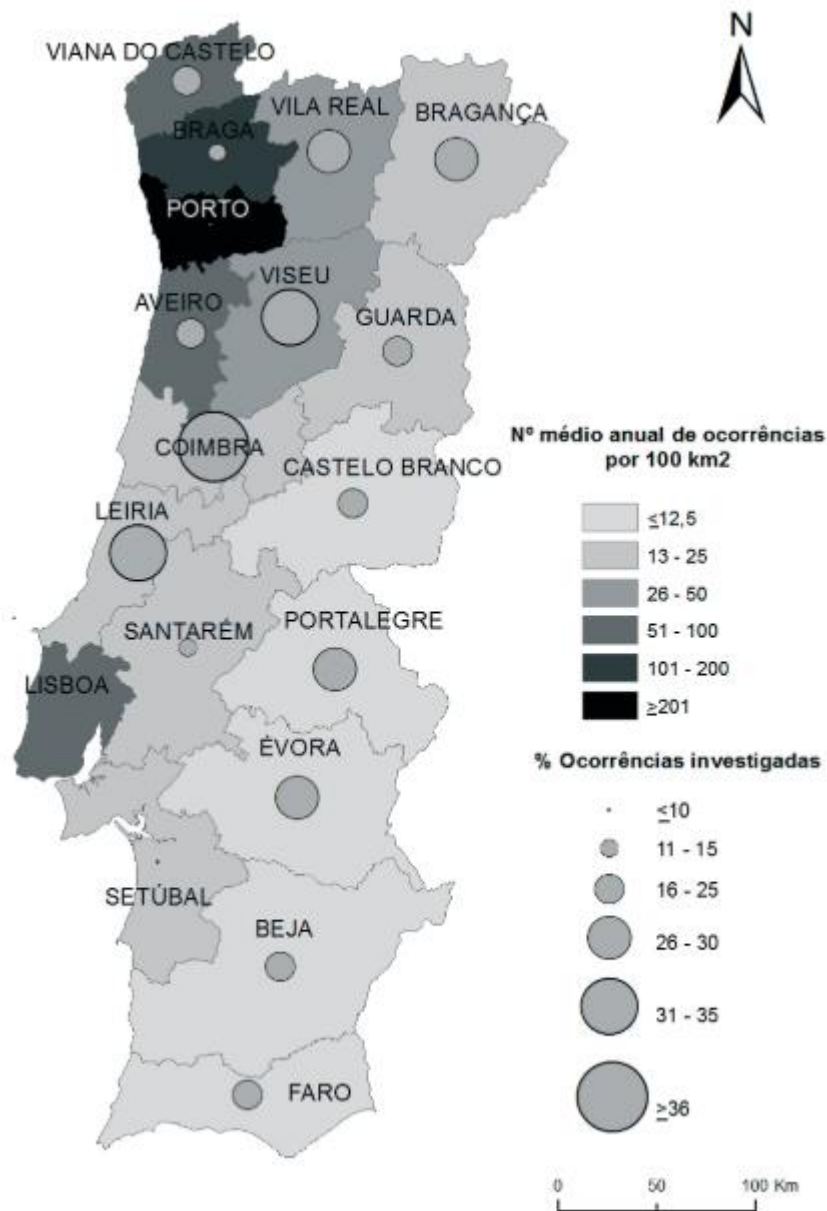 N
VIANA DO CASTELO
VILA REAL
BRAGANÇA
BRAGA
PORTO
VISEU
AVEIRO
GUARDA
COIMBRA
CASTELO BRANCO
LEIRIA
SANTARÉM
PORTALEGRE
LISBOA
ÉVORA
SETÚBAL
BEJA
FARO
Nº médio anual de ocorrências
por 100 km2
≤12,5
13 - 25
26 - 50
51 - 100
101 - 200
≥201
% Ocorrências investigadas
≤10
11 - 15
16 - 25
26 - 30
31 - 35
≥36
0 50 100 Km